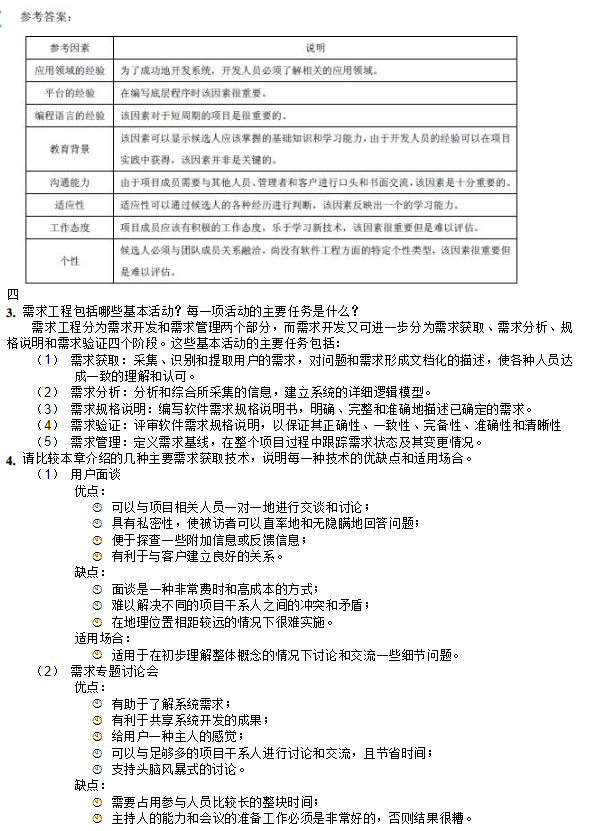 参考答案：
参考因素 说明
应用领域的经验 为了成功地开发系统，开发人员必须了解相关的应用领域。
平台的经验 在编写底层程序时该因素很重要。
编程语言的经验 该因素对于短周期的项目是很重要的。
教育背景 该因素可以显示候选人应该掌握的基础知识和学习能力，由于开发人员的经验可以在项目
实践中获得，该因素并非是关键的。
沟通能力 由于项目成员需要与其他人员、管理者和客户进行口头和书面交流，该因素是十分重要的。
适应性 适应性可以通过候选人的各种经历进行判断，该因素反映出一个的学习能力。
工作态度 项目成员应该有积极的工作态度，乐于学习新技术，该因素很重要但是难以评估。
个性 候选人必须与团队成员关系融洽，尚没有软件工程方面的特定个性类型，该因素很重要但
是难以评估。
四
3. 需求工程包括哪些基本活动？每一项活动的主要任务是什么？
需求工程分为需求开发和需求管理两个部分，而需求开发又可进一步分为需求获取、需求分析、规
格说明和需求验证四个阶段。这些基本活动的主要任务包括：
（1） 需求获取：采集、识别和提取用户的需求，对问题和需求形成文档化的描述，使各种人员达
成一致的理解和认可。
（2） 需求分析：分析和综合所采集的信息，建立系统的详细逻辑模型。
（3） 需求规格说明：编写软件需求规格说明书，明确、完整和准确地描述已确定的需求。
（4） 需求验证：评审软件需求规格说明，以保证其正确性、一致性、完备性、准确性和清晰性
（5） 需求管理：定义需求基线，在整个项目过程中跟踪需求状态及其变更情况。
4. 请比较本章介绍的几种主要需求获取技术，说明每一种技术的优缺点和适用场合。
（1） 用户面谈
优点：
可以与项目相关人员一对一地进行交谈和讨论；
具有私密性，使被访者可以直率地和无隐瞒地回答问题；
便于探查一些附加信息或反馈信息；
有利于与客户建立良好的关系。
缺点：
面谈是一种非常费时和高成本的方式；
难以解决不同的项目干系人之间的冲突和矛盾；
在地理位置相距较远的情况下很难实施。
适用场合：
适用于在初步理解整体概念的情况下讨论和交流一些细节问题。
（2） 需求专题讨论会
优点：
有助于了解系统需求；
有利于共享系统开发的成果；
给用户一种主人的感觉；
可以与足够多的项目干系人进行讨论和交流，且节省时间；
支持头脑风暴式的讨论。
缺点：
需要占用参与人员比较长的整块时间；
主持人的能力和会议的准备工作必须是非常好的，否则结果很糟。